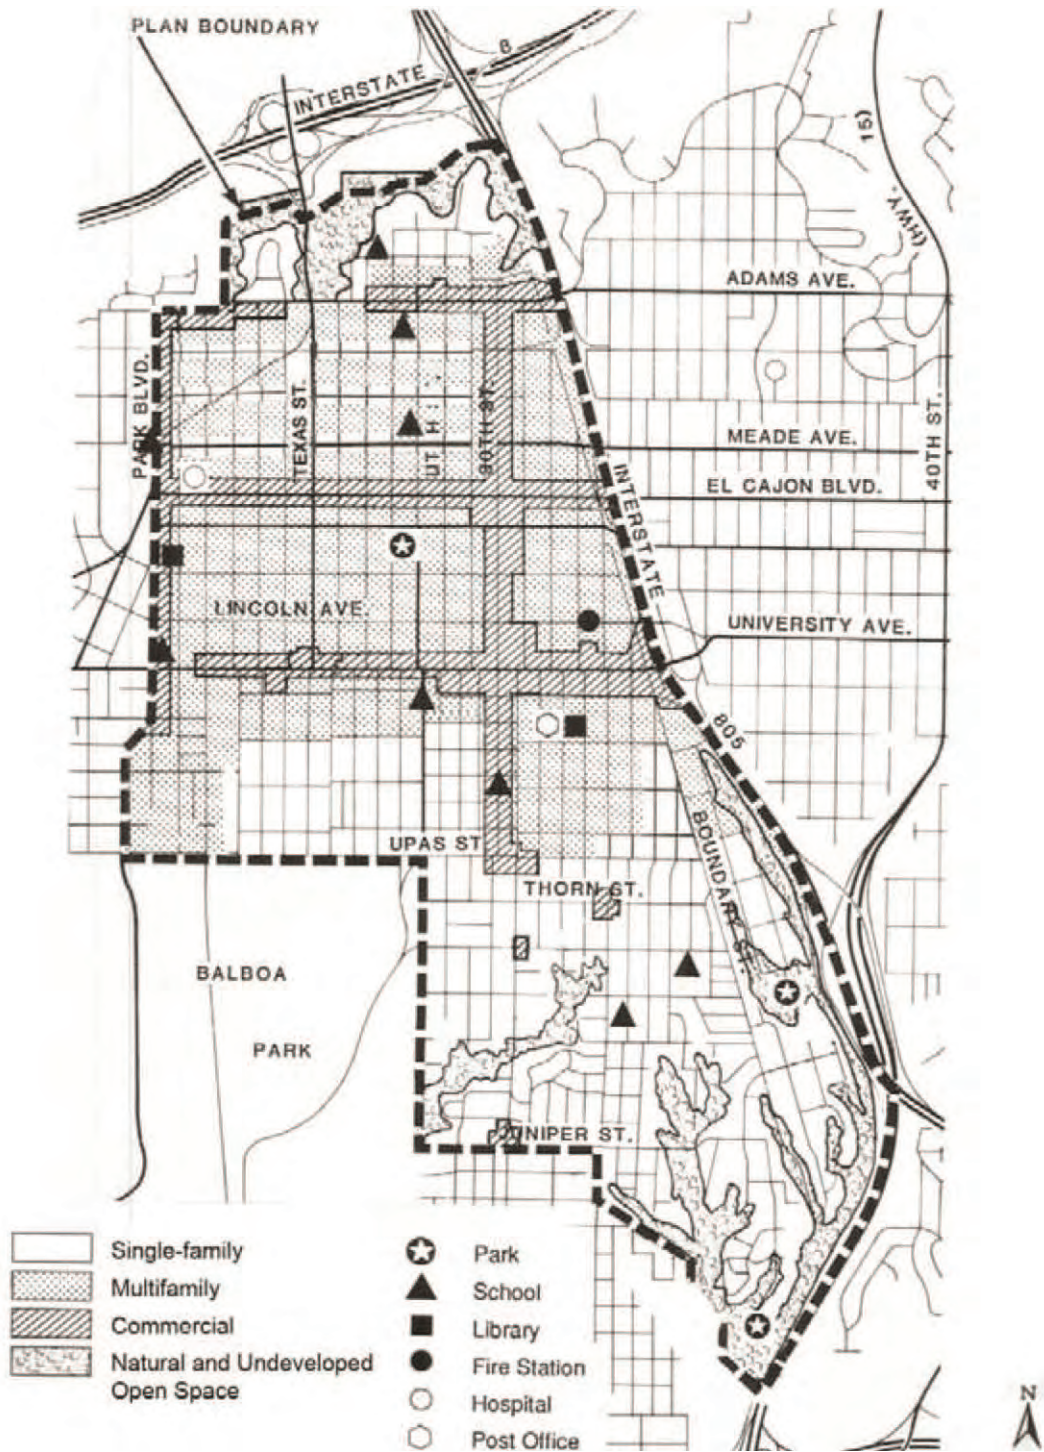 PLAN BOUNDARY
INTERSTATE 8
15)
(HWY.
ADAMS AVE.
PARK BLVD.
TEXAS ST.
UT H
30TH ST.
MEADE AVE.
40TH ST.
EL CAJON BLVD.
INTERSTATE
LINCOLN AVE.
UNIVERSITY AVE.
805
UPAS ST
BOUNDARY ST.
THORN ST.
BALBOA
PARK
JUNIPER ST.
Single-family
Multifamily
Commercial
Natural and Undeveloped
Open Space
Park
School
Library
Fire Station
Hospital
Post Office
N